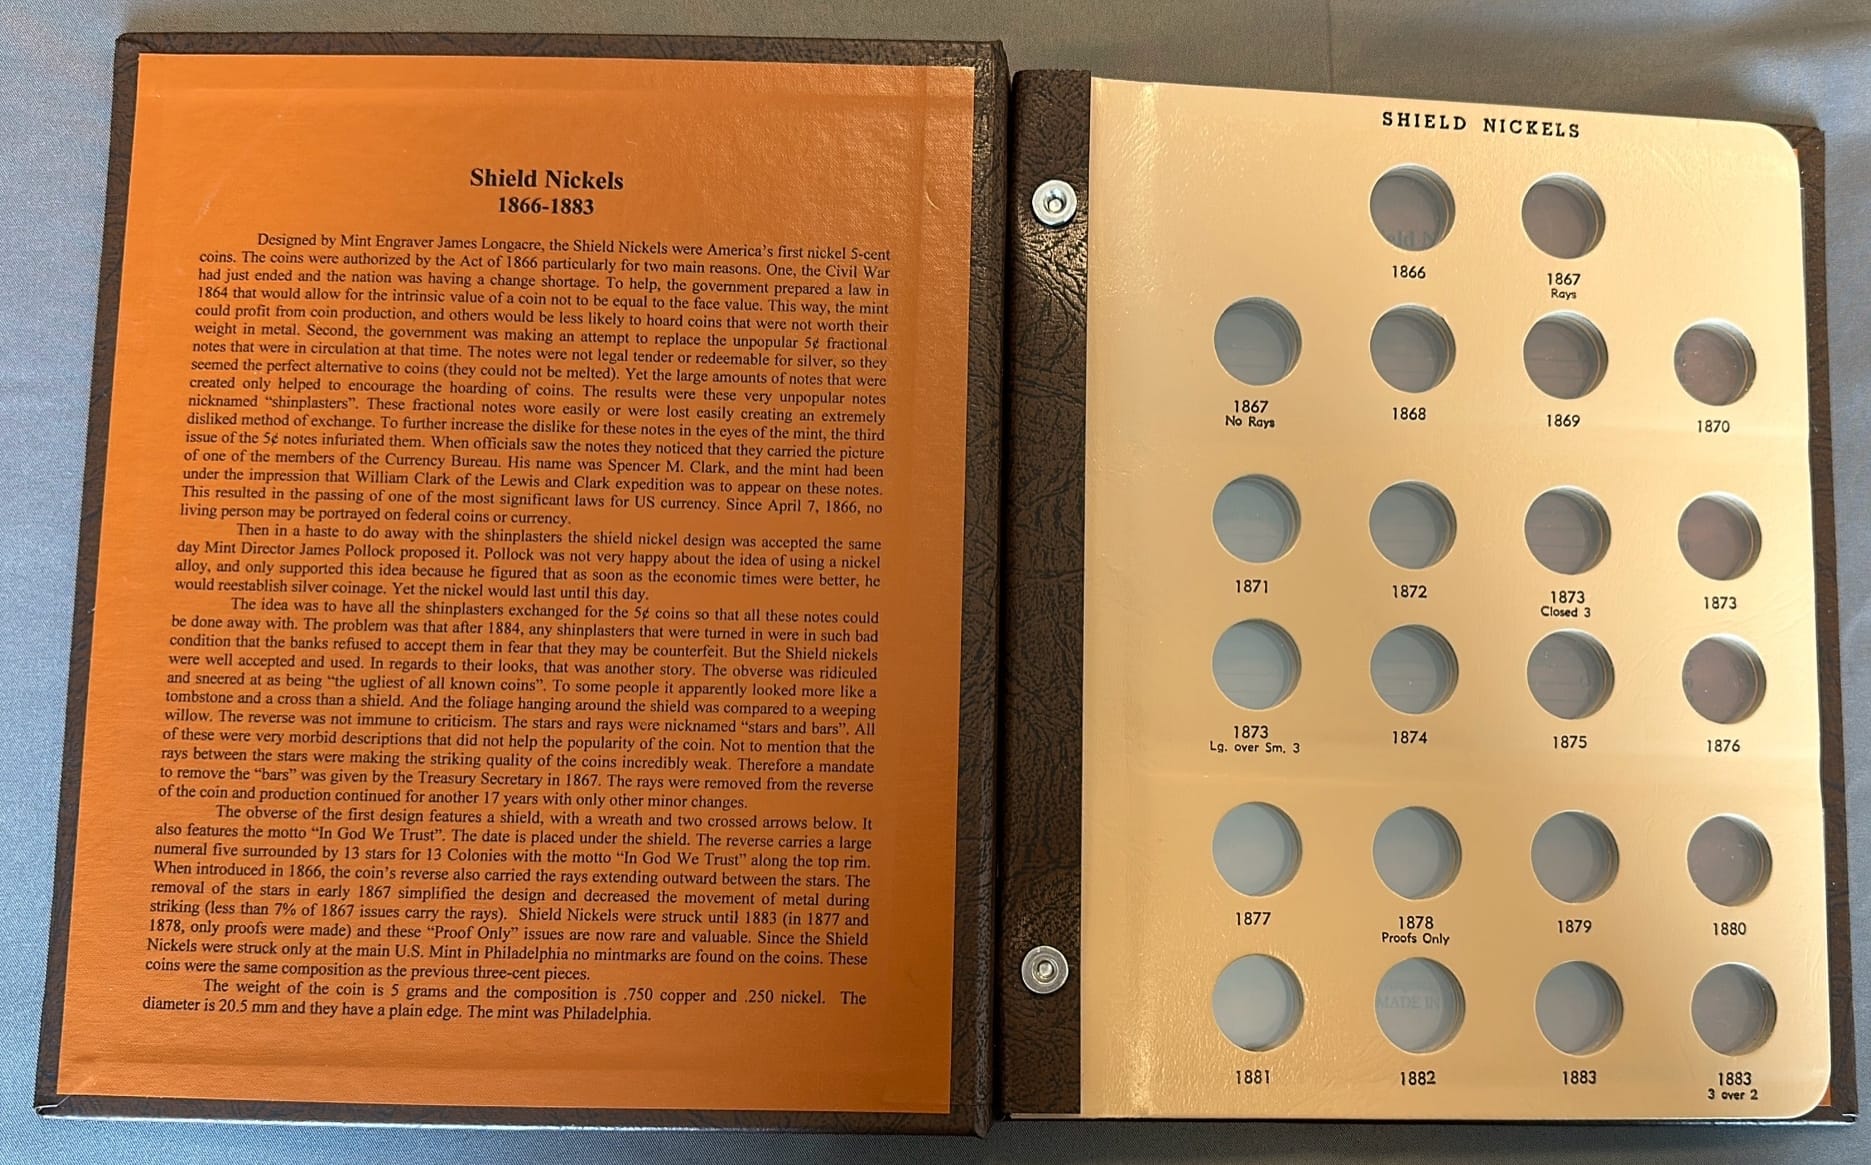 Shield Nickels
1866-1883
Designed by Mint Engraver James Longacre, the Shield Nickels were America's first nickel 5-cent
coins. The coins were authorized by the Act of 1866 particularly for two main reasons. One, the Civil War
had just ended and the nation was having a change shortage. To help, the government prepared a law in
1864 that would allow for the intrinsic value of a coin not to be equal to the face value. This way, the mint
could profit from coin production, and others would be less likely to hoard coins that were not worth their
weight in metal. Second, the government was making an attempt to replace the unpopular 5¢ fractional
notes that were in circulation at that time. The notes were not legal tender or redeemable for silver, so they
seemed the perfect alternative to coins (they could not be melted). Yet the large amounts of notes that were
created only helped to encourage the hoarding of coins. The results were these very unpopular notes
nicknamed “shinplasters”. These fractional notes wore easily or were lost easily creating an extremely
disliked method of exchange. To further increase the dislike for these notes in the eyes of the mint, the third
issue of the 5¢ notes infuriated them. When officials saw the notes they noticed that they carried the picture
of one of the members of the Currency Bureau. His name was Spencer M. Clark, and the mint had been
under the impression that William Clark of the Lewis and Clark expedition was to appear on these notes.
This resulted in the passing of one of the most significant laws for US currency. Since April 7, 1866, no
living person may be portrayed on federal coins or currency.
Then in a haste to do away with the shinplasters the shield nickel design was accepted the same
day Mint Director James Pollock proposed it. Pollock was not very happy about the idea of using a nickel
alloy, and only supported this idea because he figured that as soon as the economic times were better, he
would reestablish silver coinage. Yet the nickel would last until this day.
The idea was to have all the shinplasters exchanged for the 5¢ coins so that all these notes could
be done away with. The problem was that after 1884, any shinplasters that were turned in were in such bad
condition that the banks refused to accept them in fear that they may be counterfeit. But the Shield nickels
were well accepted and used. In regards to their looks, that was another story. The obverse was ridiculed
and sneered at as being “the ugliest of all known coins”. To some people it apparently looked more like a
tombstone and a cross than a shield. And the foliage hanging around the shield was compared to a weeping
willow. The reverse was not immune to criticism. The stars and rays were nicknamed “stars and bars”. All
of these were very morbid descriptions that did not help the popularity of the coin. Not to mention that the
rays between the stars were making the striking quality of the coins incredibly weak. Therefore a mandate
to remove the “bars” was given by the Treasury Secretary in 1867. The rays were removed from the reverse
of the coin and production continued for another 17 years with only other minor changes.
The obverse of the first design features a shield, with a wreath and two crossed arrows below. It
also features the motto “In God We Trust”. The date is placed under the shield. The reverse carries a large
numeral five surrounded by 13 stars for 13 Colonies with the motto “In God We Trust” along the top rim.
When introduced in 1866, the coin's reverse also carried the rays extending outward between the stars. The
removal of the stars in early 1867 simplified the design and decreased the movement of metal during
striking (less than 7% of 1867 issues carry the rays). Shield Nickels were struck until 1883 (in 1877 and
1878, only proofs were made) and these “Proof Only” issues are now rare and valuable. Since the Shield
Nickels were struck only at the main U.S. Mint in Philadelphia no mintmarks are found on the coins. These
coins were the same composition as the previous three-cent pieces.
The weight of the coin is 5 grams and the composition is .750 copper and .250 nickel. The
diameter is 20.5 mm and they have a plain edge. The mint was Philadelphia.
SHIELD NICKELS
1866 1867
Rays
1867 1868 1869 1870
No Rays
1871 1872 1873 1873
Closed 3
1873 1874 1875 1876
Lg. over Sm. 3
1877 1878 1879 1880
Proofs Only
MADE IN
1881 1882 1883 1883
3 over 2